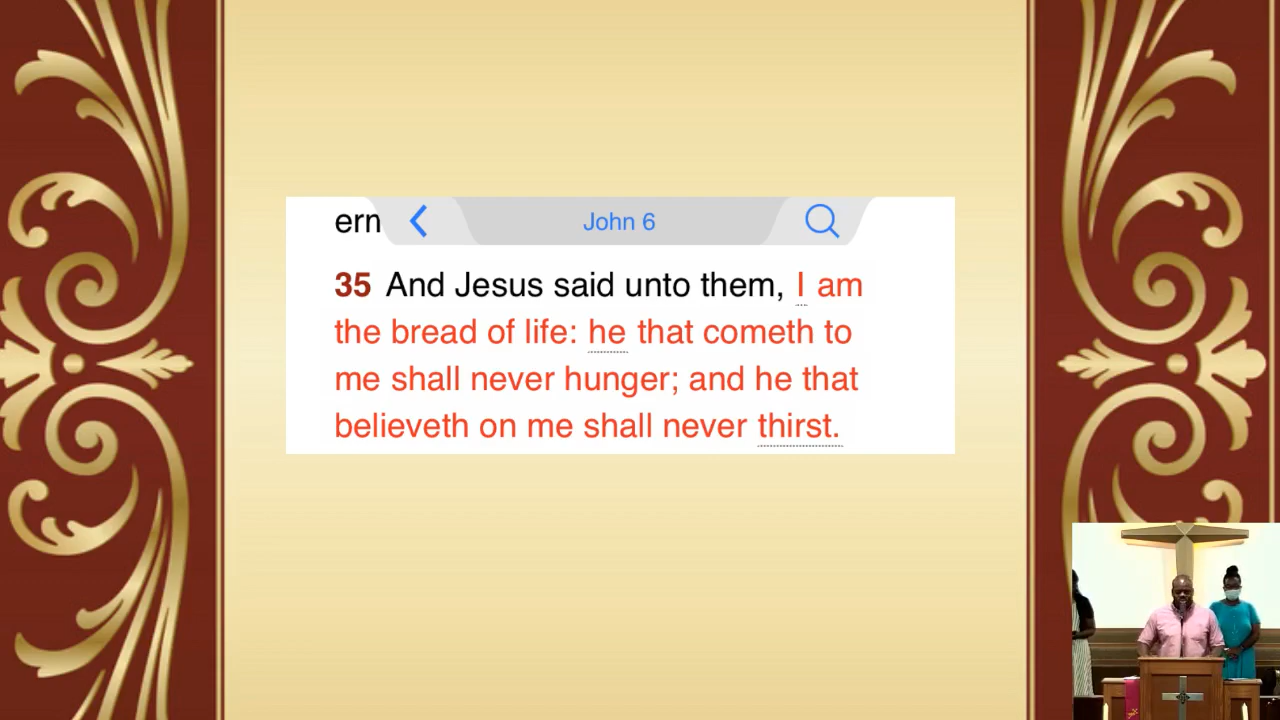 ern
John 6
35 And Jesus said unto them, I am
the bread of life: he that cometh to
me shall never hunger; and he that
believeth on me shall never thirst.